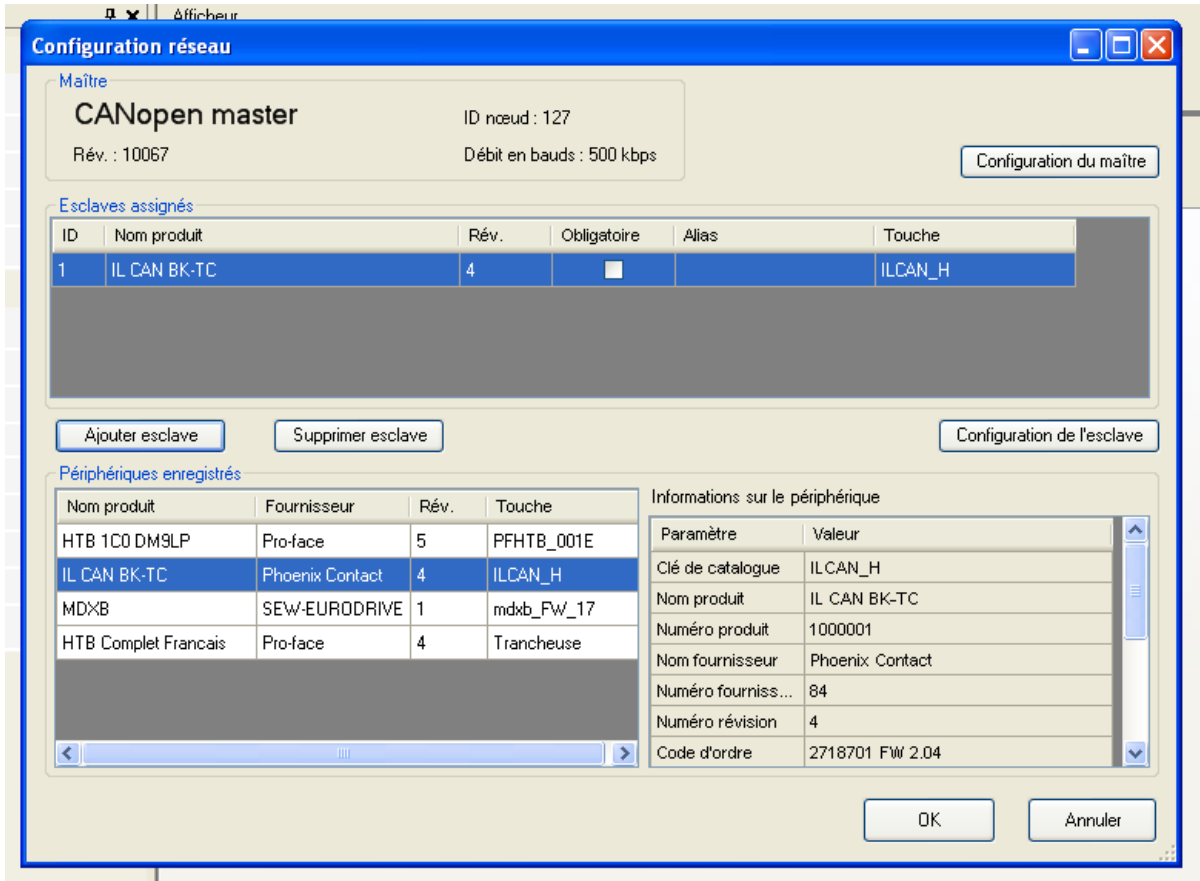 Afficheur
Configuration réseau
Maître
CANopen master
ID nœud : 127
Rév. : 10067
Débit en bauds : 500 kbps
Configuration du maître
Esclaves assignés
ID Nom produit Rév. Obligatoire Alias Touche
1 IL CAN BK-TC 4 ILCAN_H
Ajouter esclave
Supprimer esclave
Configuration de l'esclave
Périphériques enregistrés
Nom produit Fournisseur Rév. Touche
HTB 1C0 DM9LP Pro-face 5 PFHTB_001E
IL CAN BK-TC Phoenix Contact 4 ILCAN_H
MDXB SEW-EURODRIVE 1 mdxb_FW_17
HTB Complet Francais Pro-face 4 Trancheuse
Informations sur le périphérique
Paramètre Valeur
Clé de catalogue ILCAN_H
Nom produit IL CAN BK-TC
Numéro produit 1000001
Nom fournisseur Phoenix Contact
Numéro fourniss... 84
Numéro révision 4
Code d'ordre 2718701 FW 2.04
OK
Annuler